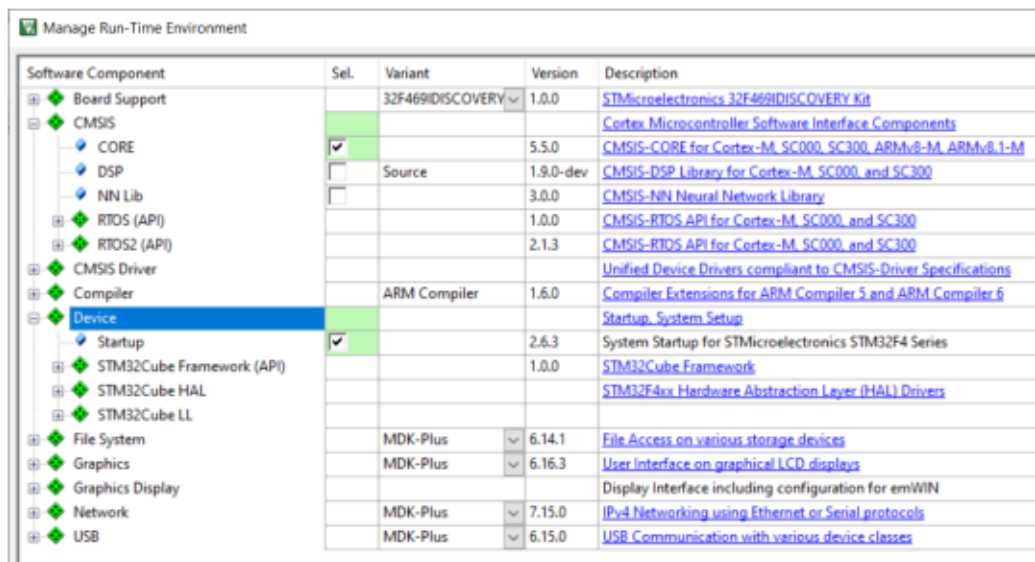 Manage Run-Time Environment
Software Component Sel. Variant Version Description
Board Support 32F469IDISCOVERY 1.0.0 STMicroelectronics 32F469IDISCOVERY Kit
CMSIS Cortex Microcontroller Software Interface Components
CORE 5.5.0 CMSIS-CORE for Cortex-M, SC000, SC300, ARMv8-M, ARMv8.1-M
DSP Source 1.9.0-dev CMSIS-DSP Library for Cortex-M, SC000, and SC300
NN Lib 3.0.0 CMSIS-NN Neural Network Library
RTOS (API) 1.0.0 CMSIS-RTOS API for Cortex-M, SC000, and SC300
RTOS2 (API) 2.1.3 CMSIS-RTOS API for Cortex-M, SC000, and SC300
CMSIS Driver Unified Device Drivers compliant to CMSIS-Driver Specifications
Compiler ARM Compiler 1.6.0 Compiler Extensions for ARM Compiler 5 and ARM Compiler 6
Device Startup, System Setup
Startup 2.6.3 System Startup for STMicroelectronics STM32F4 Series
STM32Cube Framework (API) 1.0.0 STM32Cube Framework
STM32Cube HAL STM32F4xx Hardware Abstraction Layer (HAL) Drivers
STM32Cube LL
File System MDK-Plus 6.14.1 File Access on various storage devices
Graphics MDK-Plus 6.16.3 User Interface on graphical LCD displays
Graphics Display Display Interface including configuration for emWIN
Network MDK-Plus 7.15.0 IPv4 Networking using Ethernet or Serial protocols
USB MDK-Plus 6.15.0 USB Communication with various device classes